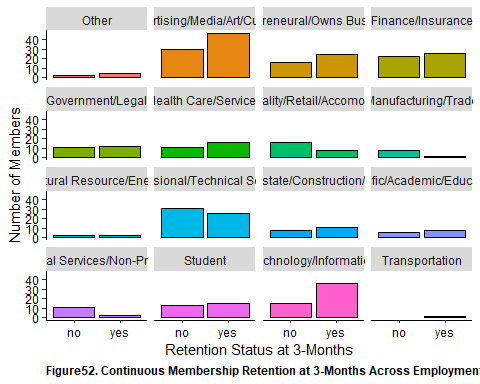 Other
rtising/Media/Art/Cu
reneural/Owns Bus
Finance/Insurance
Government/Legal
Health Care/Service
ality/Retail/Accomo
Manufacturing/Trade
ural Resource/Ene
sional/Technical Se
state/Construction/
fic/Academic/Educ
al Services/Non-Pr
Student
chnology/Informatio
Transportation
40
30
20
10
0
40
30
20
10
0
40
30
20
10
0
40
30
20
10
0
Number of Members
no yes no yes no yes no yes
Retention Status at 3-Months
Figure52. Continuous Membership Retention at 3-Months Across Employment